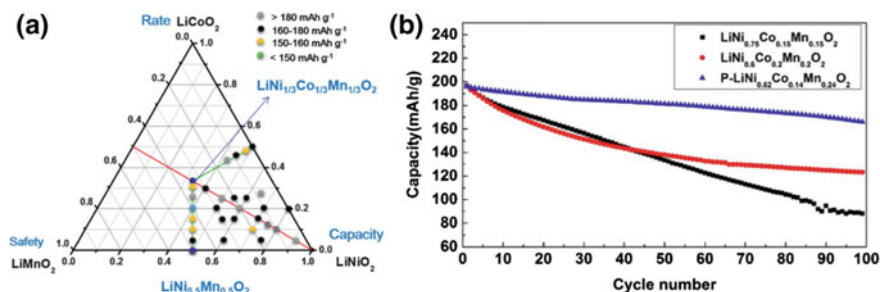 (a)
Rate
LiCoO₂
1.0
0.0
> 180 mAh g⁻¹
160-180 mAh g⁻¹
150-160 mAh g⁻¹
< 150 mAh g⁻¹
0.8
0.2
LiNi₁/₃Co₁/₃Mn₁/₃O₂
0.6
0.4
0.4
0.6
0.2
0.8
Safety
1.0
0.0
Capacity
LiMnO₂
0.0
0.2
0.4
0.6
0.8
1.0
LiNiO₂
LiNi₀.₅Mn₀.₅O₂
(b)
LiNi₀.₇₅Co₀.₁₅Mn₀.₁₅O₂
LiNi₀.₆Co₀.₂Mn₀.₂O₂
P-LiNi₀.₆₂Co₀.₁₄Mn₀.₂₄O₂
Capacity(mAh/g)
240
220
200
180
160
140
120
100
80
60
0 10 20 30 40 50 60 70 80 90 100
Cycle number